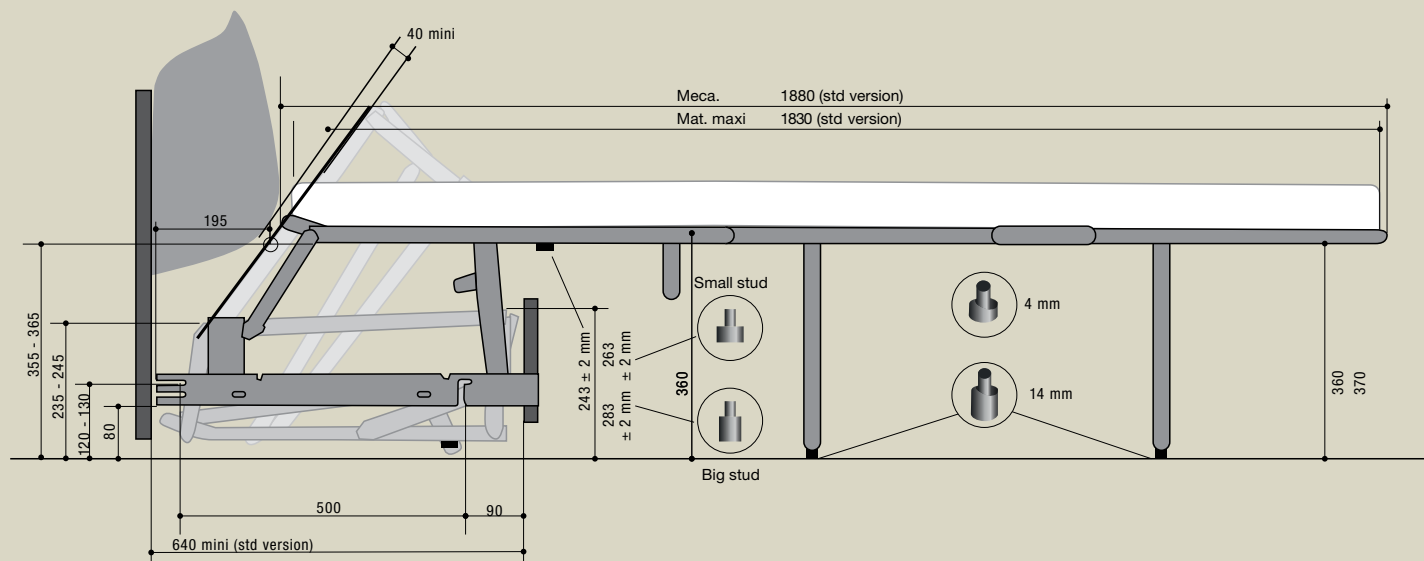 40 mini
Meca. 1880 (std version)
Mat. maxi 1830 (std version)
195
355 - 365
235 - 245
120 - 130
80
243 ± 2 mm
263
± 2 mm
283
± 2 mm
Small stud
Big stud
360
4 mm
14 mm
360
370
500
90
640 mini (std version)